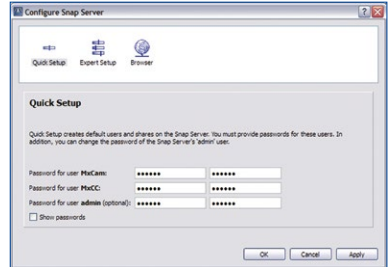 Configure Snap Server
Quick Setup Expert Setup Browser
Quick Setup
Quick Setup creates default users and shares on the Snap Server. You must provide passwords for these users. In
addition, you can change the password of the Snap Server's 'admin' user.
Password for user MxCam: •••••• ••••••
Password for user MxCC: •••••• ••••••
Password for user admin (optional): •••••• ••••••
Show passwords
OK Cancel Apply